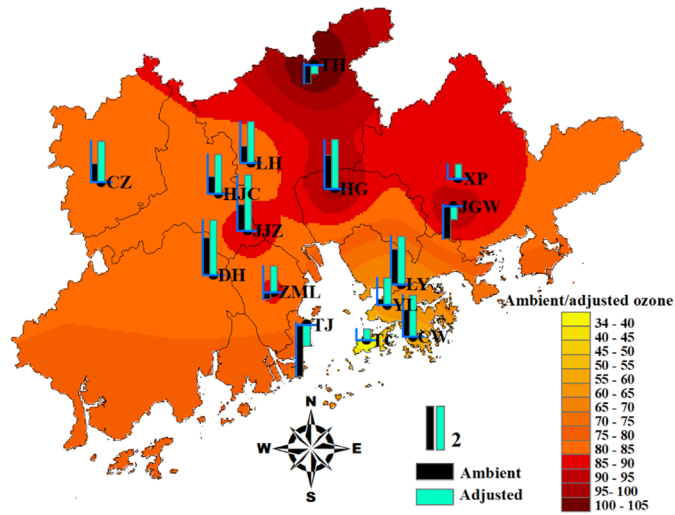 TH
LH
CZ
HJC
HG
XP
JGW
JJZ
DH
ZML
LY
YL
TJ
TC
CW
Ambient/adjusted ozone
34 - 40
40 - 45
45 - 50
50 - 55
55 - 60
60 - 65
65 - 70
70 - 75
75 - 80
80 - 85
85 - 90
90 - 95
95- 100
100 - 105
N
W E
S
2
Ambient
Adjusted